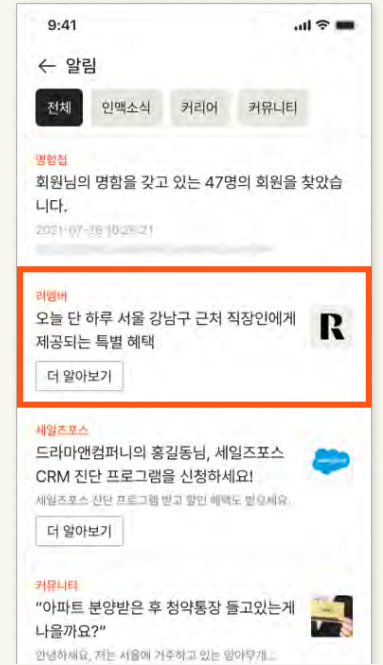 9:41
← 알림
전체 인맥소식 커리어 커뮤니티
명함첩
회원님의 명함을 갖고 있는 47명의 회원을 찾았습
니다.
2021-07-28 10:28:21
리멤버
오늘 단 하루 서울 강남구 근처 직장인에게
제공되는 특별 혜택
R
더 알아보기
세일즈포스
드라마앤컴퍼니의 홍길동님, 세일즈포스
CRM 진단 프로그램을 신청하세요!
세일즈포스 진단 프로그램 받고 할인 혜택도 받으세요.
더 알아보기
커뮤니티
“아파트 분양받은 후 청약통장 들고있는게
나을까요?”
안녕하세요, 저는 서울에 거주하고 있는